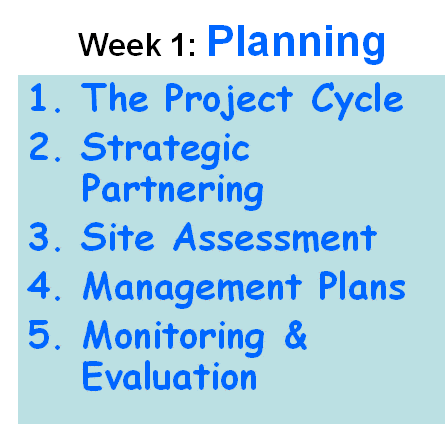 Week 1: Planning
1. The Project Cycle
2. Strategic
Partnering
3. Site Assessment
4. Management Plans
5. Monitoring &
Evaluation